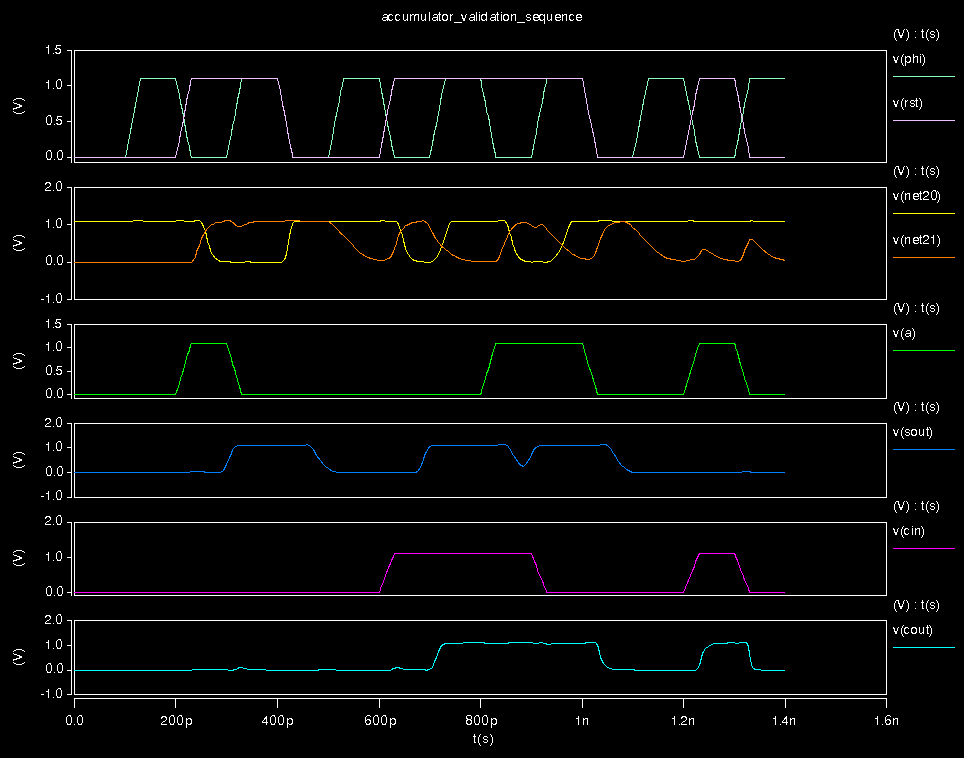 accumulator_validation_sequence
(V) : t(s)
1.5
v(phi)
1.0
(V)
v(rst)
0.5
0.0
(V) : t(s)
2.0
v(net20)
1.0
(V)
v(net21)
0.0
-1.0
(V) : t(s)
1.5
v(a)
1.0
(V)
0.5
0.0
(V) : t(s)
2.0
v(sout)
1.0
(V)
0.0
-1.0
(V) : t(s)
2.0
v(cin)
1.0
(V)
0.0
(V) : t(s)
2.0
v(cout)
1.0
(V)
0.0
-1.0
0.0 200p 400p 600p 800p 1n 1.2n 1.4n 1.6n
t(s)